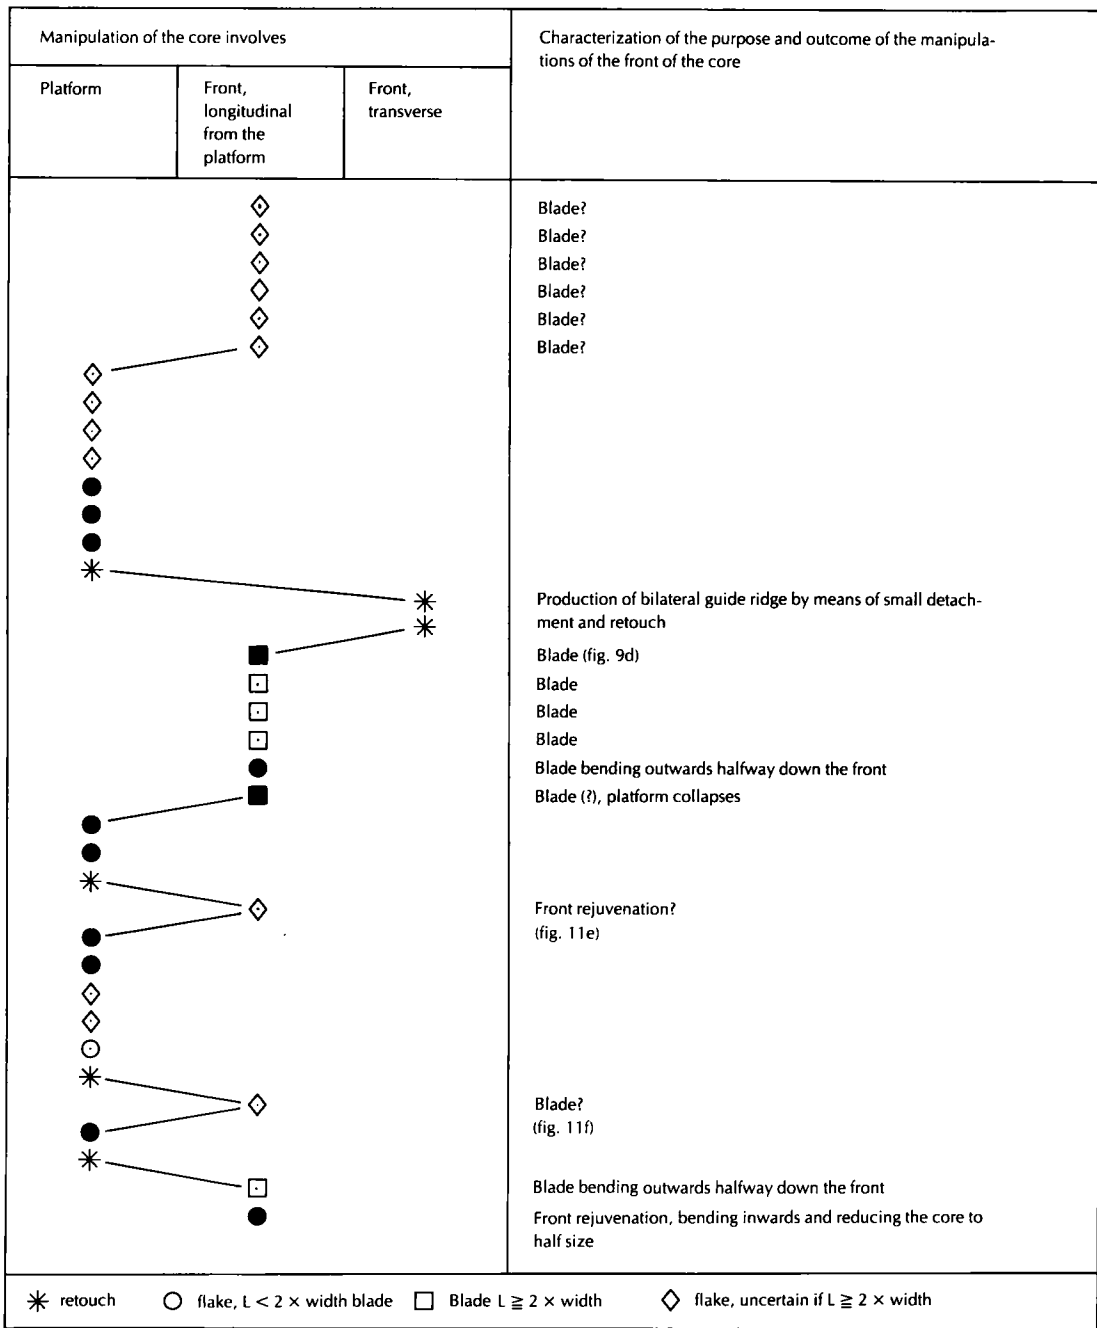 Manipulation of the core involves
Characterization of the purpose and outcome of the manipula-
tions of the front of the core
Platform
Front,
longitudinal
from the
platform
Front,
transverse
Blade?
Blade?
Blade?
Blade?
Blade?
Blade?
Production of bilateral guide ridge by means of small detach-
ment and retouch
Blade (fig. 9d)
Blade
Blade
Blade
Blade bending outwards halfway down the front
Blade (?), platform collapses
Front rejuvenation?
(fig. 11e)
Blade?
(fig. 11f)
Blade bending outwards halfway down the front
Front rejuvenation, bending inwards and reducing the core to
half size
retouch flake, L < 2 × width blade Blade L ≧ 2 × width flake, uncertain if L ≧ 2 × width